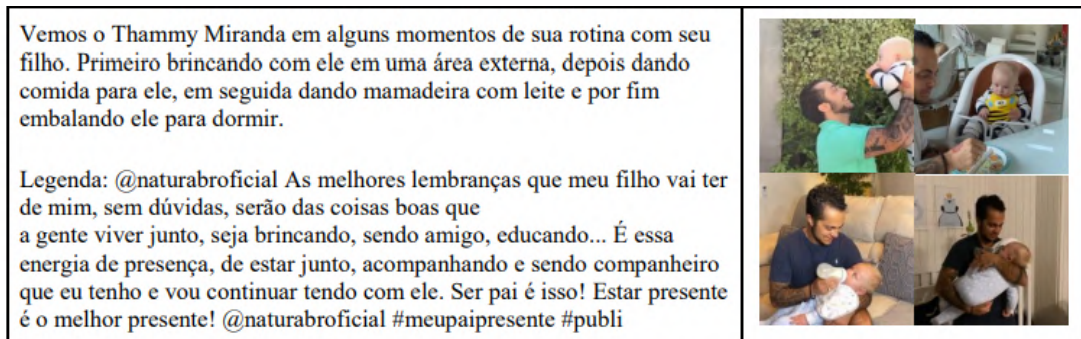 Vemos o Thammy Miranda em alguns momentos de sua rotina com seu
filho. Primeiro brincando com ele em uma área externa, depois dando
comida para ele, em seguida dando mamadeira com leite e por fim
embalando ele para dormir.
Legenda: @naturabroficial As melhores lembranças que meu filho vai ter
de mim, sem dúvidas, serão das coisas boas que
a gente viver junto, seja brincando, sendo amigo, educando... É essa
energia de presença, de estar junto, acompanhando e sendo companheiro
que eu tenho e vou continuar tendo com ele. Ser pai é isso! Estar presente
é o melhor presente! @naturabroficial #meupaipresente #publi